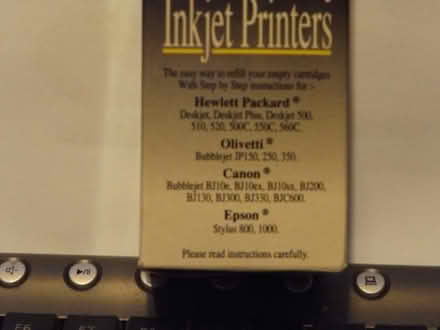 Inkjet Printers
The easy way to refill your empty cartridges
With Step by Step instructions for :-
Hewlett Packard ®
Deskjet, Deskjet Plus, Deskjet 500,
510, 520, 500C, 550C, 560C.
Olivetti ®
Bubblejet JP150, 250, 350.
Canon ®
Bubblejet BJ10e, BJ10ex, BJ10sx, BJ200,
BJ130, BJ300, BJ330, BJC600.
Epson ®
Stylus 800, 1000.
Please read instructions carefully.
F6 F7